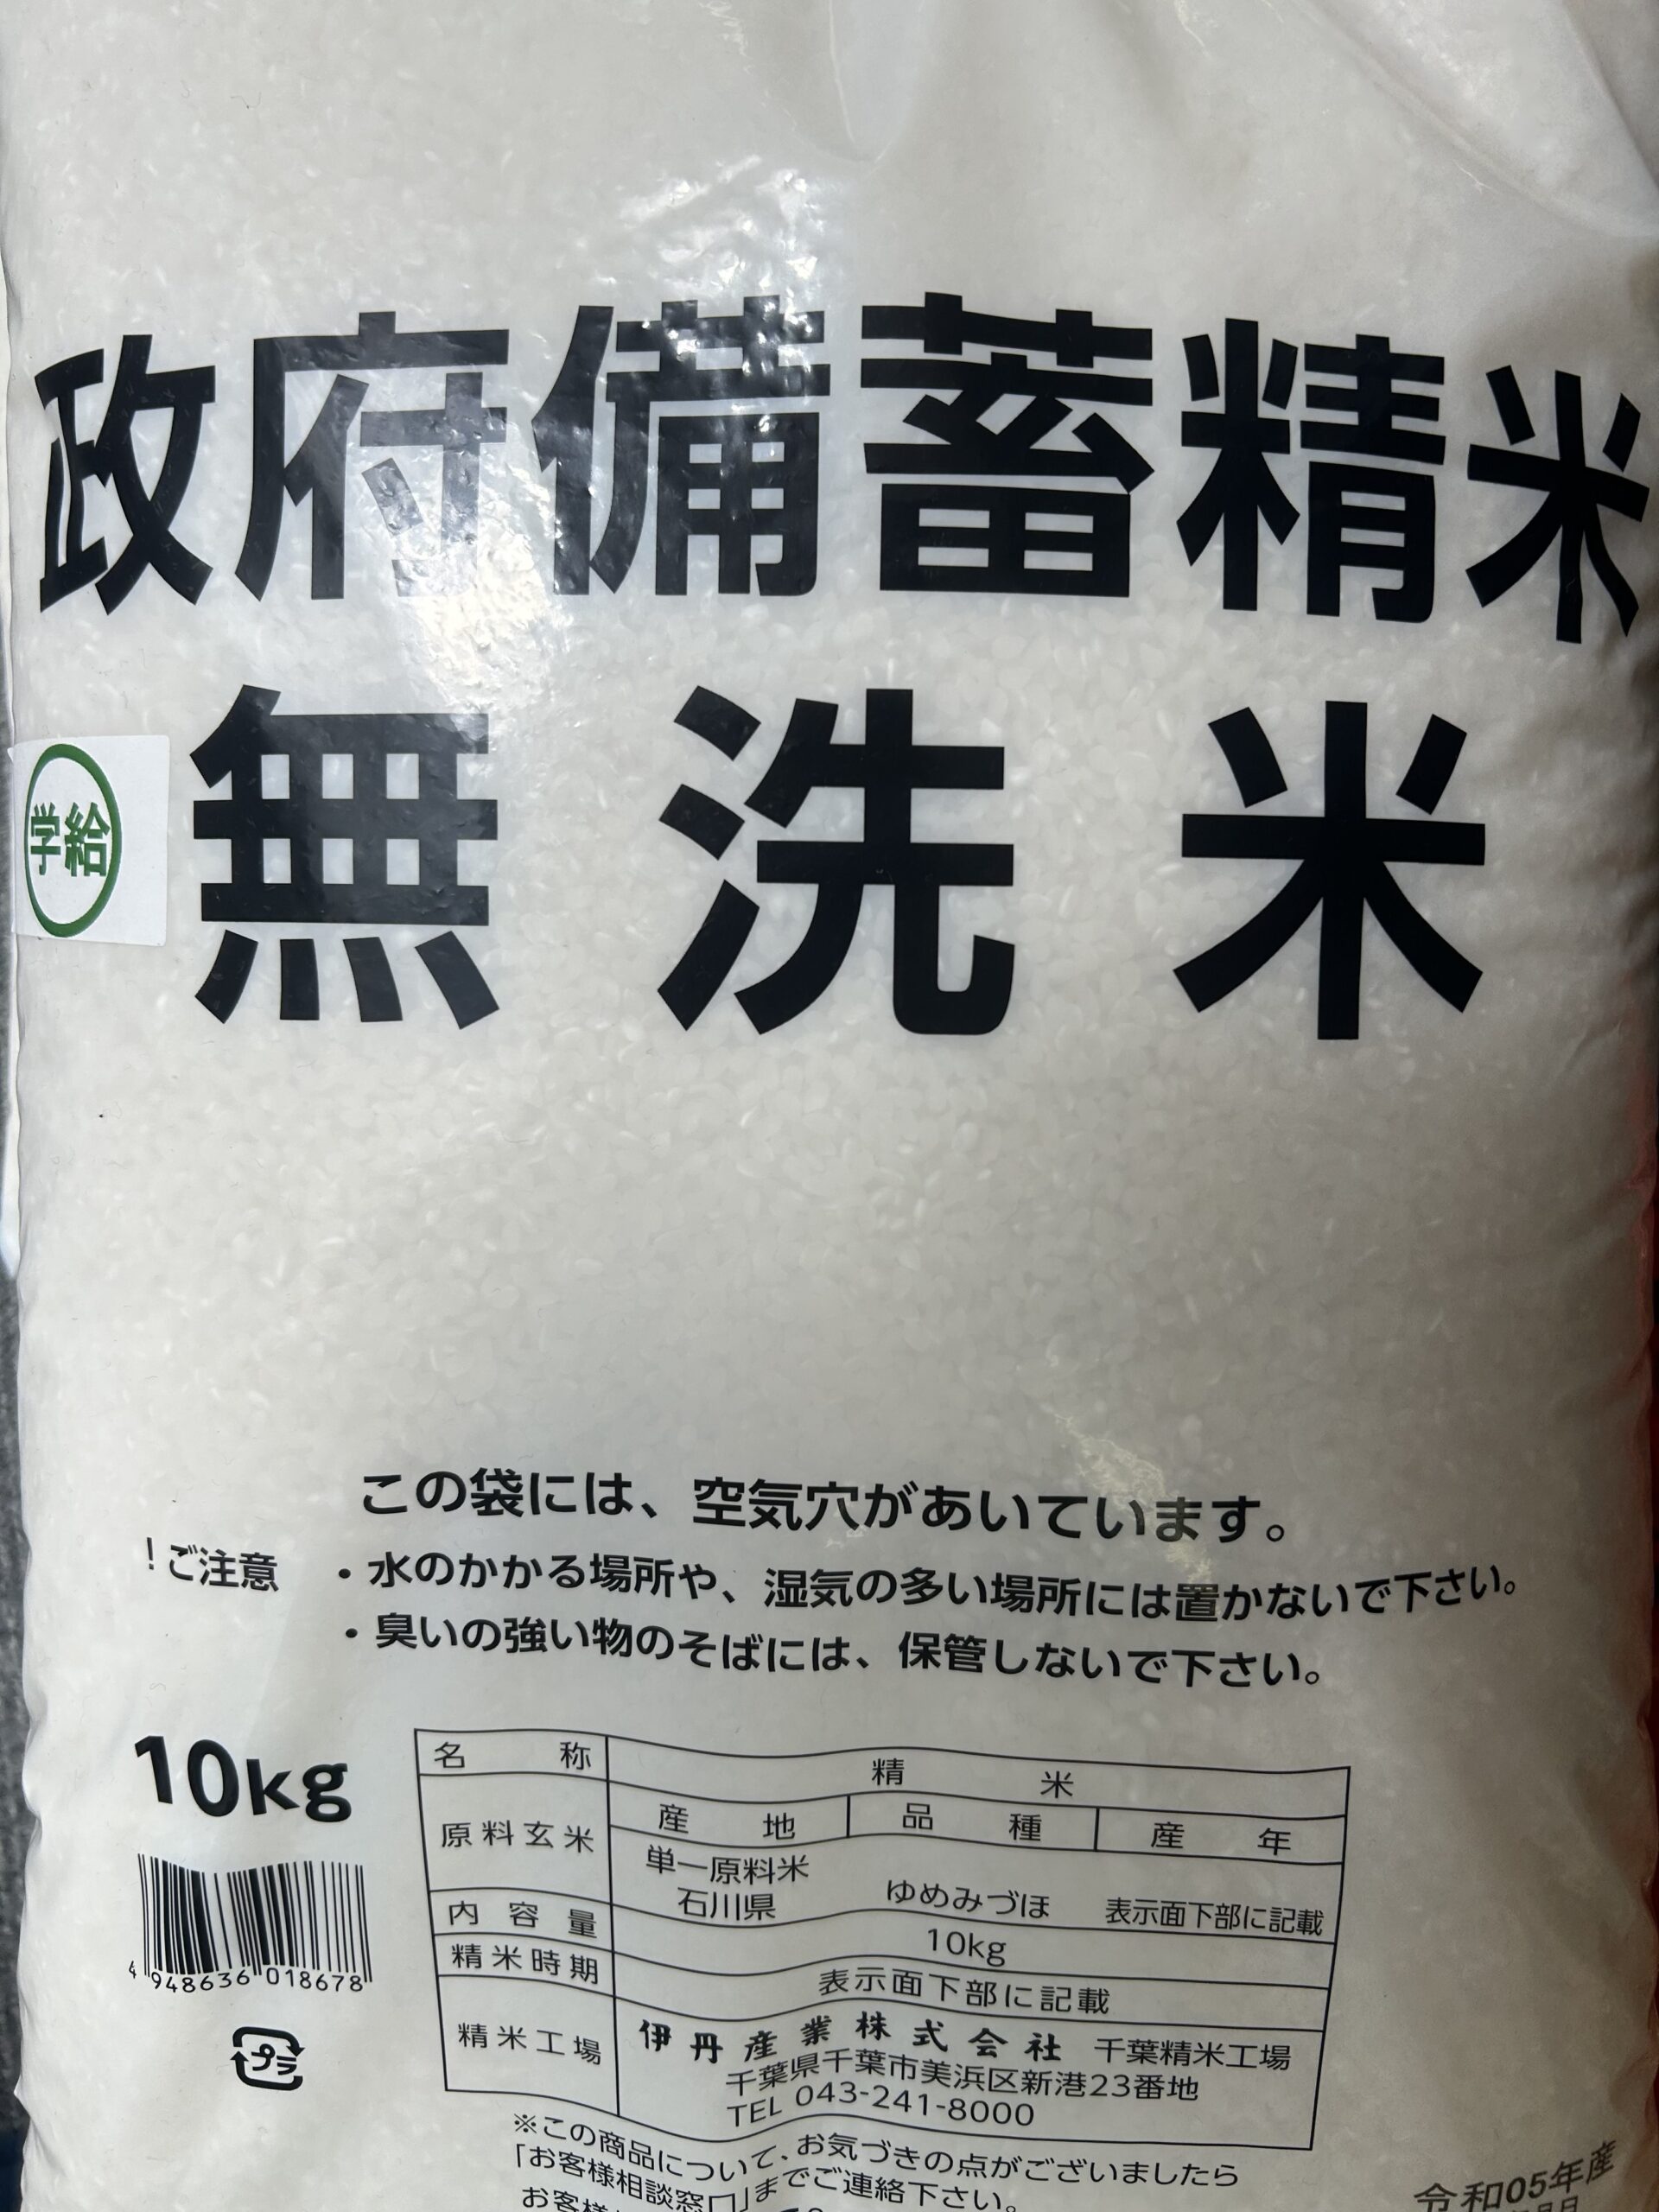 政府備蓄精米
学給
無洗米
この袋には、空気穴があいています。
！ご注意
・水のかかる場所や、湿気の多い場所には置かないで下さい。
・臭いの強い物のそばには、保管しないで下さい。
10kg
名称 精米
原料玄米 産地 品種 産年
単一原料米
石川県 ゆめみづほ 表示面下部に記載
内容量 10kg
精米時期 表示面下部に記載
精米工場 伊丹産業株式会社 千葉精米工場
千葉県千葉市美浜区新港23番地
TEL 043-241-8000
4 948636 018678
プラ
※この商品について、お気づきの点がございましたら
「お客様相談窓口」までご連絡下さい。
お客様
令和05年産